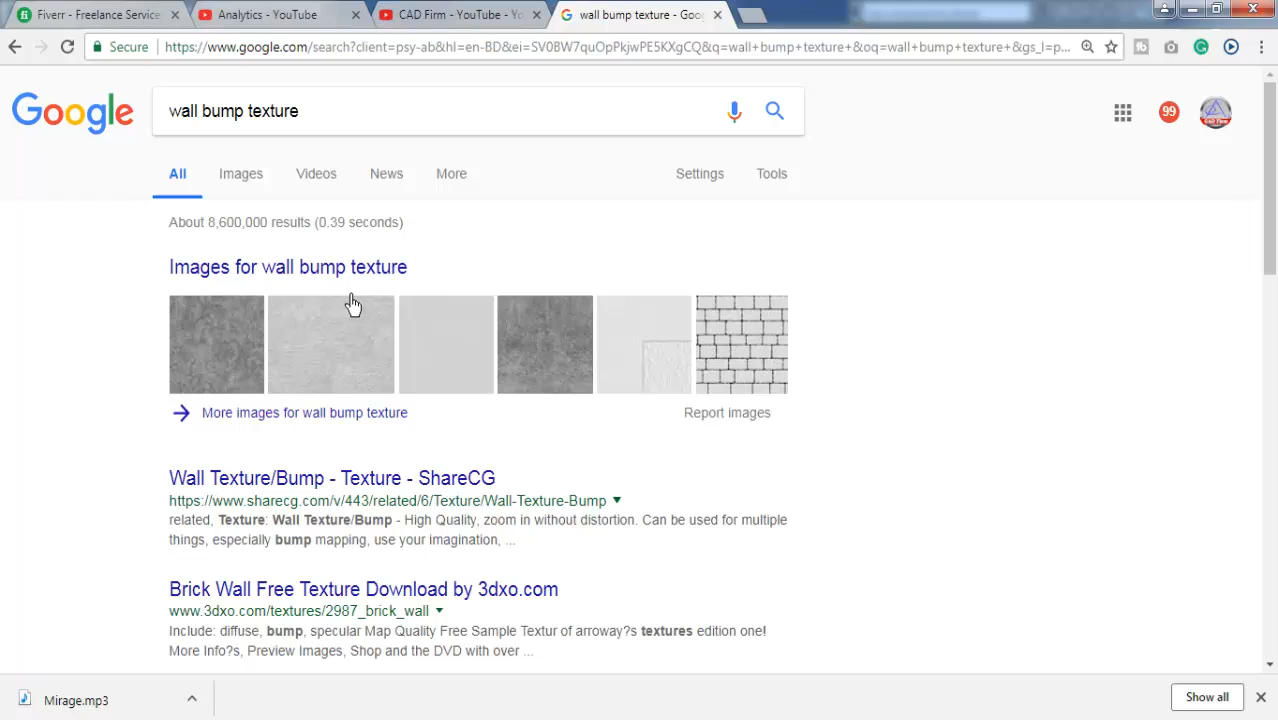 Fiverr - Freelance Service
Analytics - YouTube
CAD Firm - YouTube - Yo
wall bump texture - Goo
Secure
https://www.google.com/search?client=psy-ab&hl=en-BD&ei=SV0BW7quOpPkjwPE5KXgCQ&q=wall+bump+texture+&oq=wall+bump+texture+&gs_l=p...
Google
wall bump texture
99
All Images Videos News More Settings Tools
About 8,600,000 results (0.39 seconds)
Images for wall bump texture
More images for wall bump texture
Report images
Wall Texture/Bump - Texture - ShareCG
https://www.sharecg.com/v/443/related/6/Texture/Wall-Texture-Bump
related, Texture: Wall Texture/Bump - High Quality, zoom in without distortion. Can be used for multiple
things, especially bump mapping, use your imagination, ...
Brick Wall Free Texture Download by 3dxo.com
www.3dxo.com/textures/2987_brick_wall
Include: diffuse, bump, specular Map Quality Free Sample Textur of arroway?s textures edition one!
More Info?s, Preview Images, Shop and the DVD with over ...
Mirage.mp3
Show all